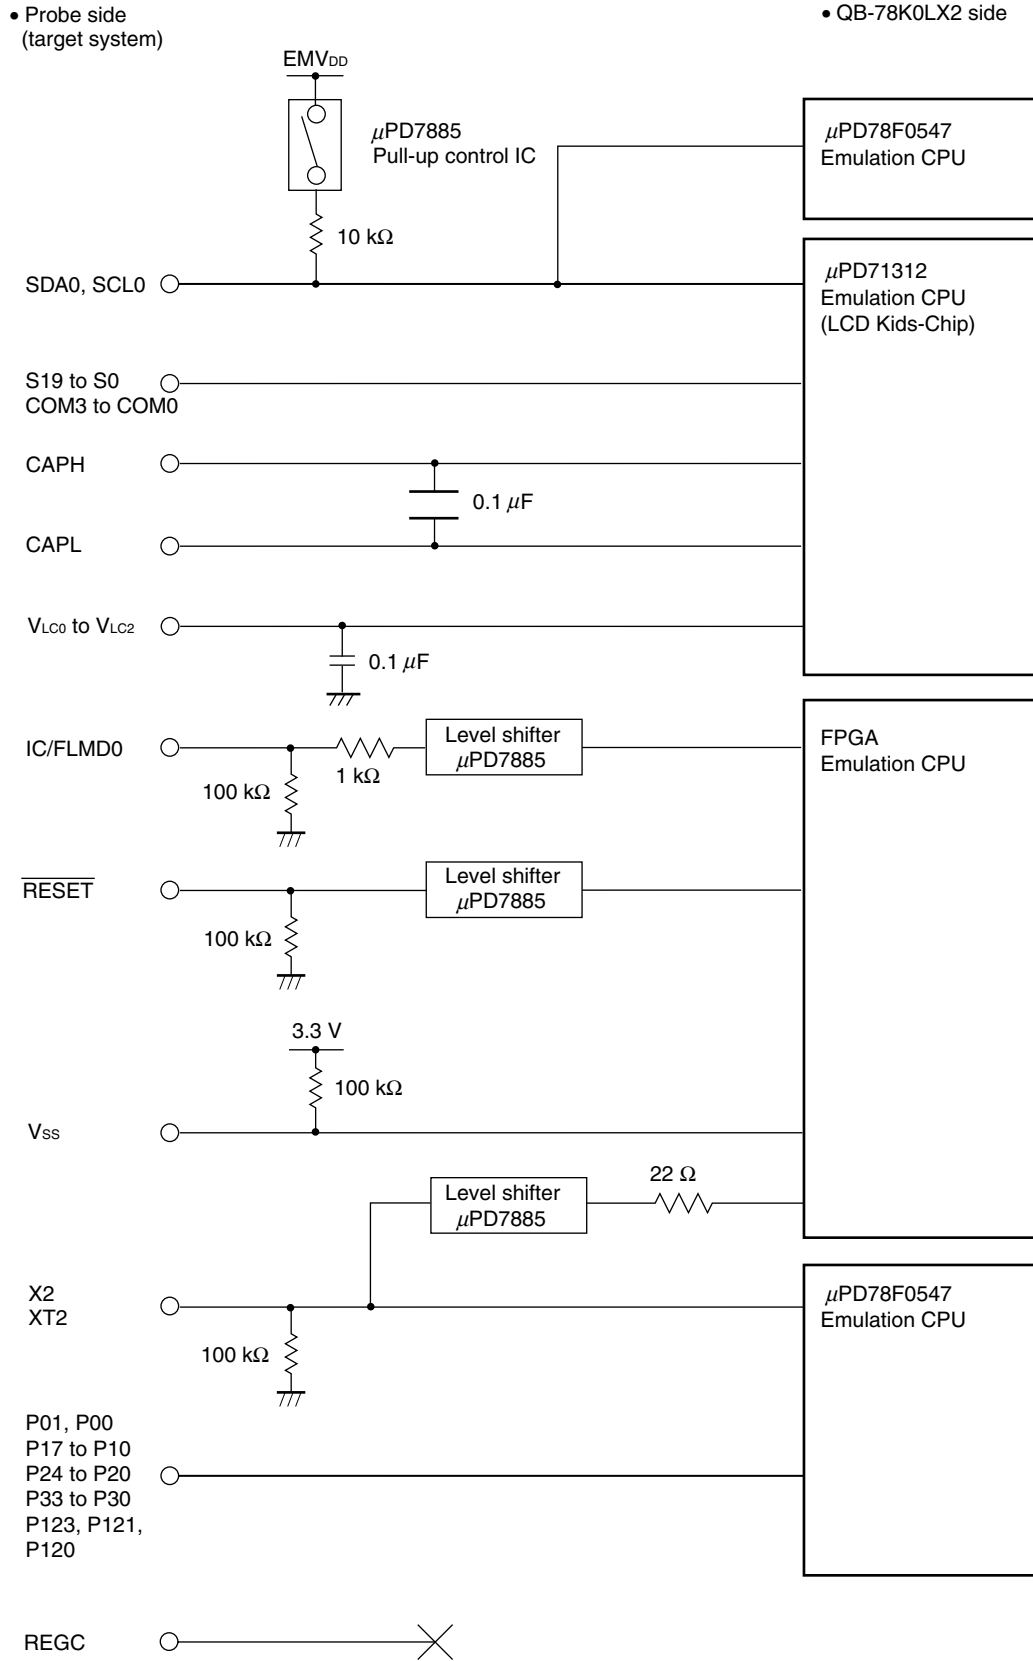 • Probe side
(target system)
• QB-78K0LX2 side
EMVDD
μPD7885
Pull-up control IC
10 kΩ
μPD78F0547
Emulation CPU
SDA0, SCL0
μPD71312
Emulation CPU
(LCD Kids-Chip)
S19 to S0
COM3 to COM0
CAPH
0.1 μF
CAPL
VLC0 to VLC2
0.1 μF
IC/FLMD0
100 kΩ
1 kΩ
Level shifter
μPD7885
FPGA
Emulation CPU
RESET
100 kΩ
Level shifter
μPD7885
3.3 V
100 kΩ
VSS
Level shifter
μPD7885
22 Ω
X2
XT2
100 kΩ
μPD78F0547
Emulation CPU
P01, P00
P17 to P10
P24 to P20
P33 to P30
P123, P121,
P120
REGC